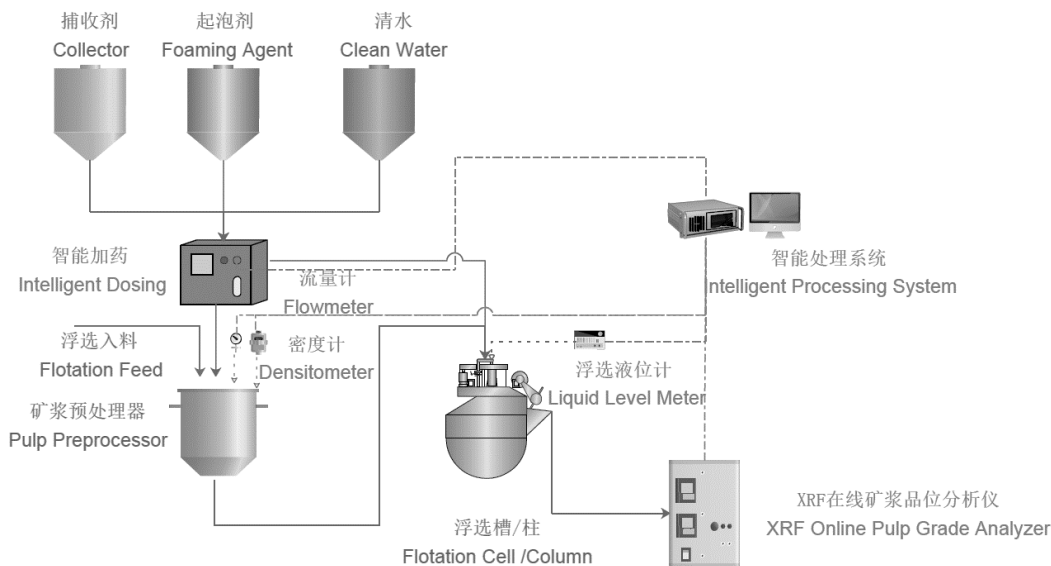 捕收剂
Collector
起泡剂
Foaming Agent
清水
Clean Water
智能加药
Intelligent Dosing
流量计
Flowmeter
智能处理系统
Intelligent Processing System
浮选入料
Flotation Feed
密度计
Densitometer
浮选液位计
Liquid Level Meter
矿浆预处理器
Pulp Preprocessor
浮选槽/柱
Flotation Cell /Column
XRF在线矿浆品位分析仪
XRF Online Pulp Grade Analyzer